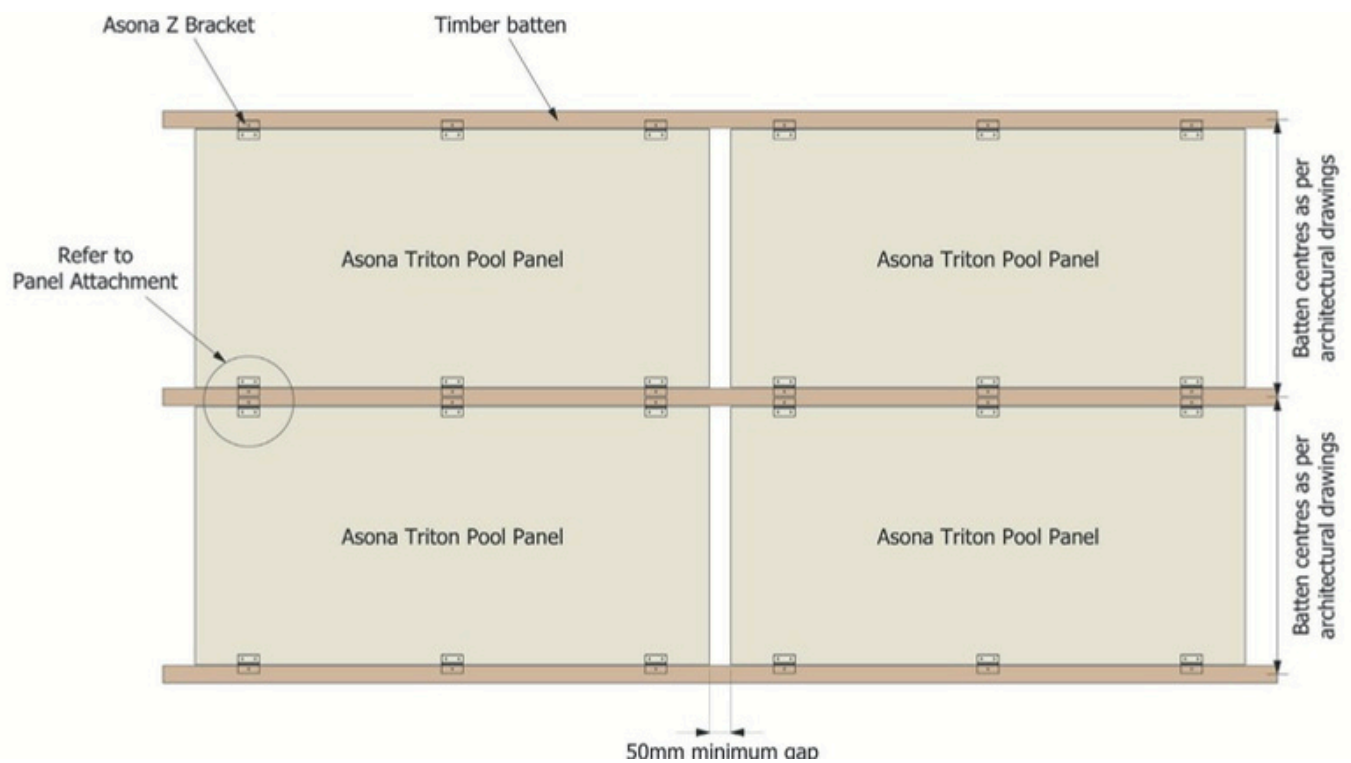 Asona Z Bracket
Timber batten
Batten centres as per
architectural drawings
Refer to
Panel Attachment
Asona Triton Pool Panel
Asona Triton Pool Panel
Asona Triton Pool Panel
Asona Triton Pool Panel
Batten centres as per
architectural drawings
50mm minimum gap